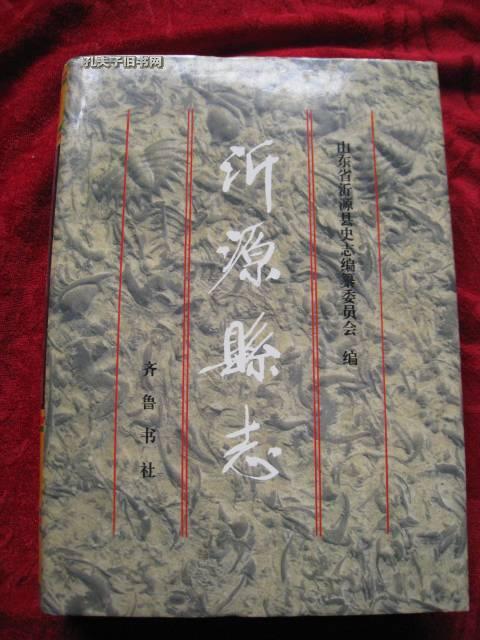 孔夫子旧书网
山东省沂源县史志编纂委员会 编
沂源縣志
齐鲁书社